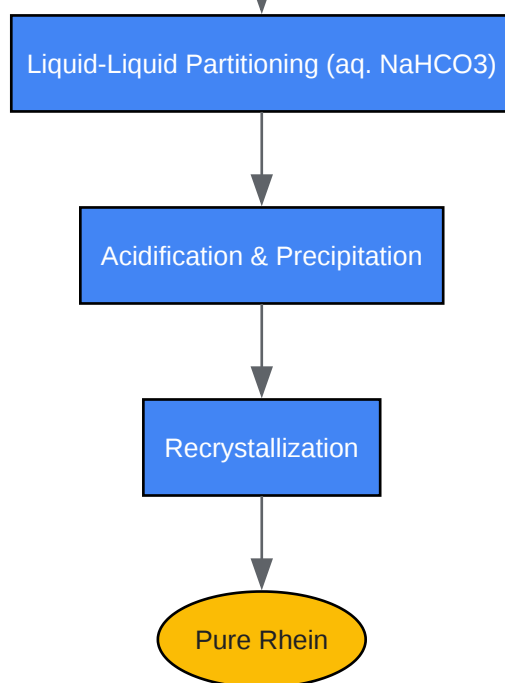 Liquid-Liquid Partitioning (aq. NaHCO3)
Acidification & Precipitation
Recrystallization
Pure Rhein